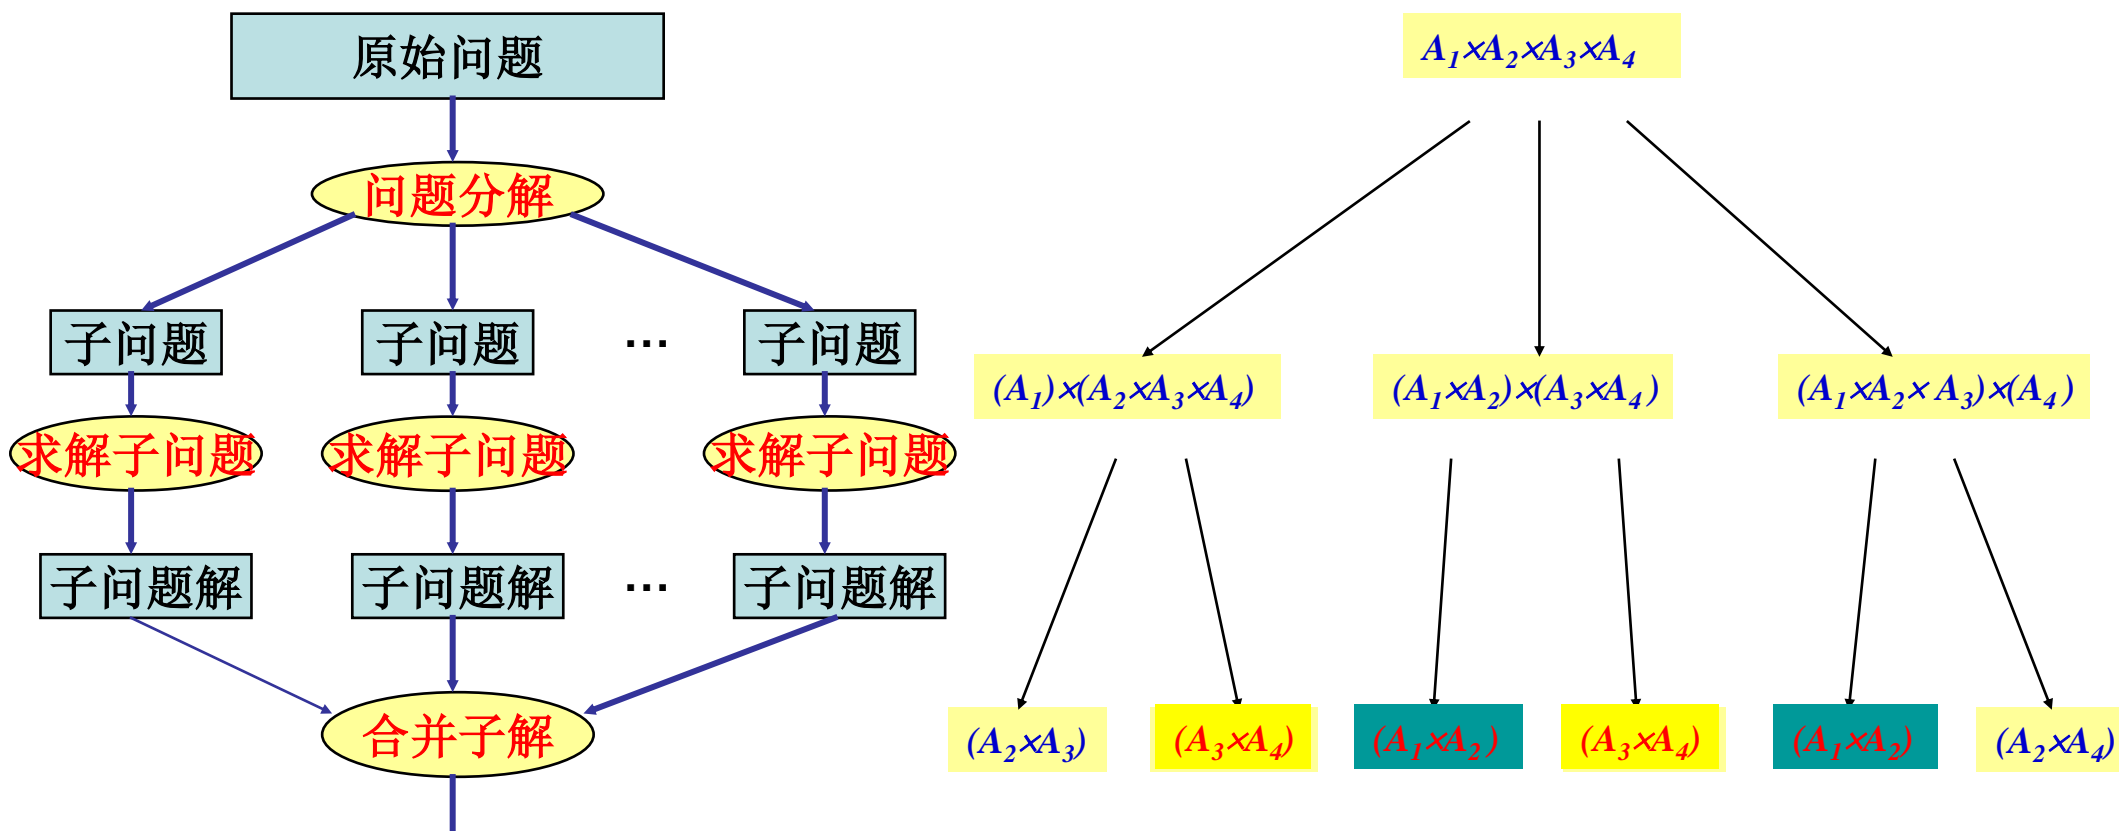 原始问题
问题分解
子问题 子问题 … 子问题
求解子问题 求解子问题 求解子问题
子问题解 子问题解 … 子问题解
合并子解
A₁×A₂×A₃×A₄
(A₁)×(A₂×A₃×A₄) (A₁×A₂)×(A₃×A₄) (A₁×A₂×A₃)×(A₄)
(A₂×A₃) (A₃×A₄) (A₁×A₂) (A₃×A₄) (A₁×A₂) (A₂×A₄)